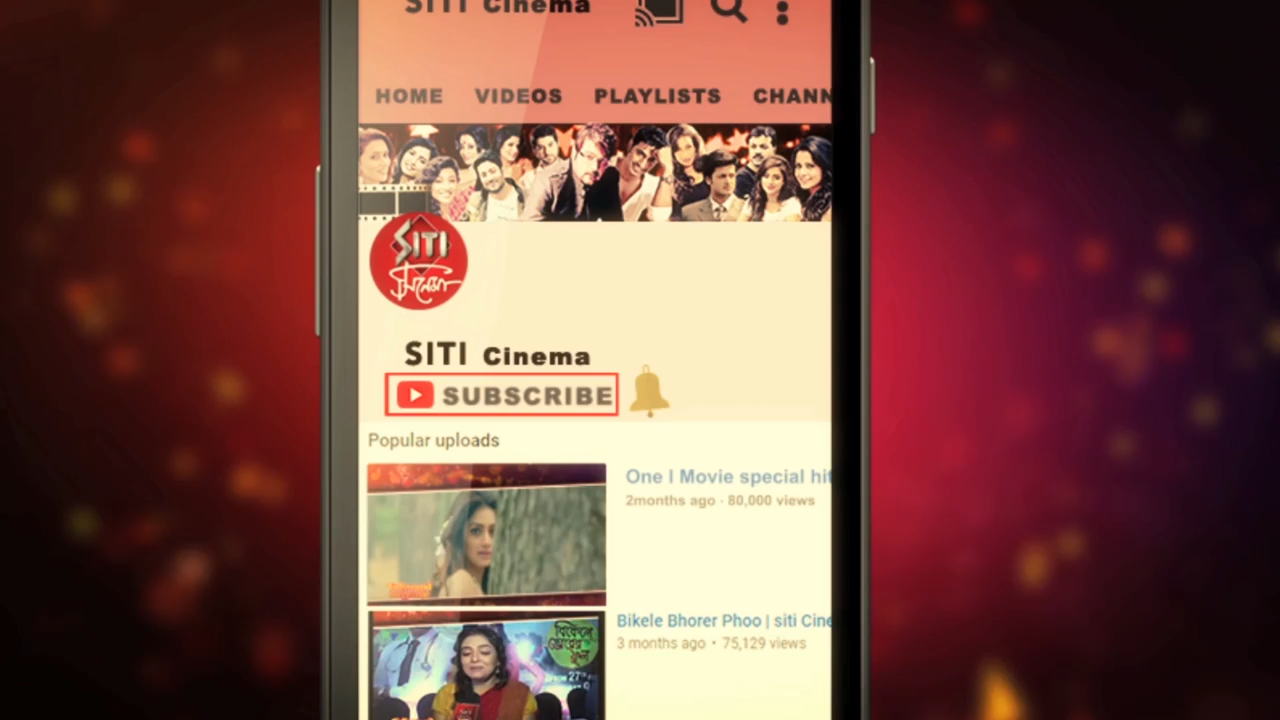 SITI Cinema
HOME VIDEOS PLAYLISTS CHANN
SITI
সিনেমা
SITI Cinema
SUBSCRIBE
Popular uploads
One I Movie special hit
2months ago · 80,000 views
Bikele Bhorer Phoo | siti Cine
3 months ago • 75,129 views
বিকেলে
ভোরের
ফুল
SITI